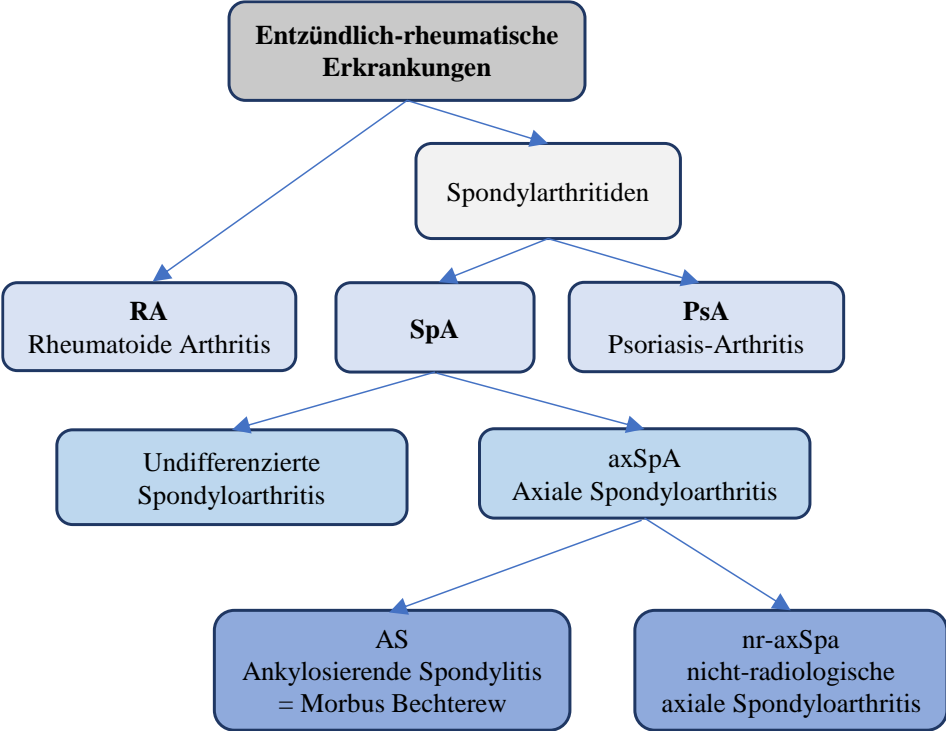 Entzündlich-rheumatische
Erkrankungen
Spondylarthritiden
RA
Rheumatoide Arthritis
SpA
PsA
Psoriasis-Arthritis
Undifferenzierte
Spondyloarthritis
axSpA
Axiale Spondyloarthritis
AS
Ankylosierende Spondylitis
= Morbus Bechterew
nr-axSpa
nicht-radiologische
axiale Spondyloarthritis